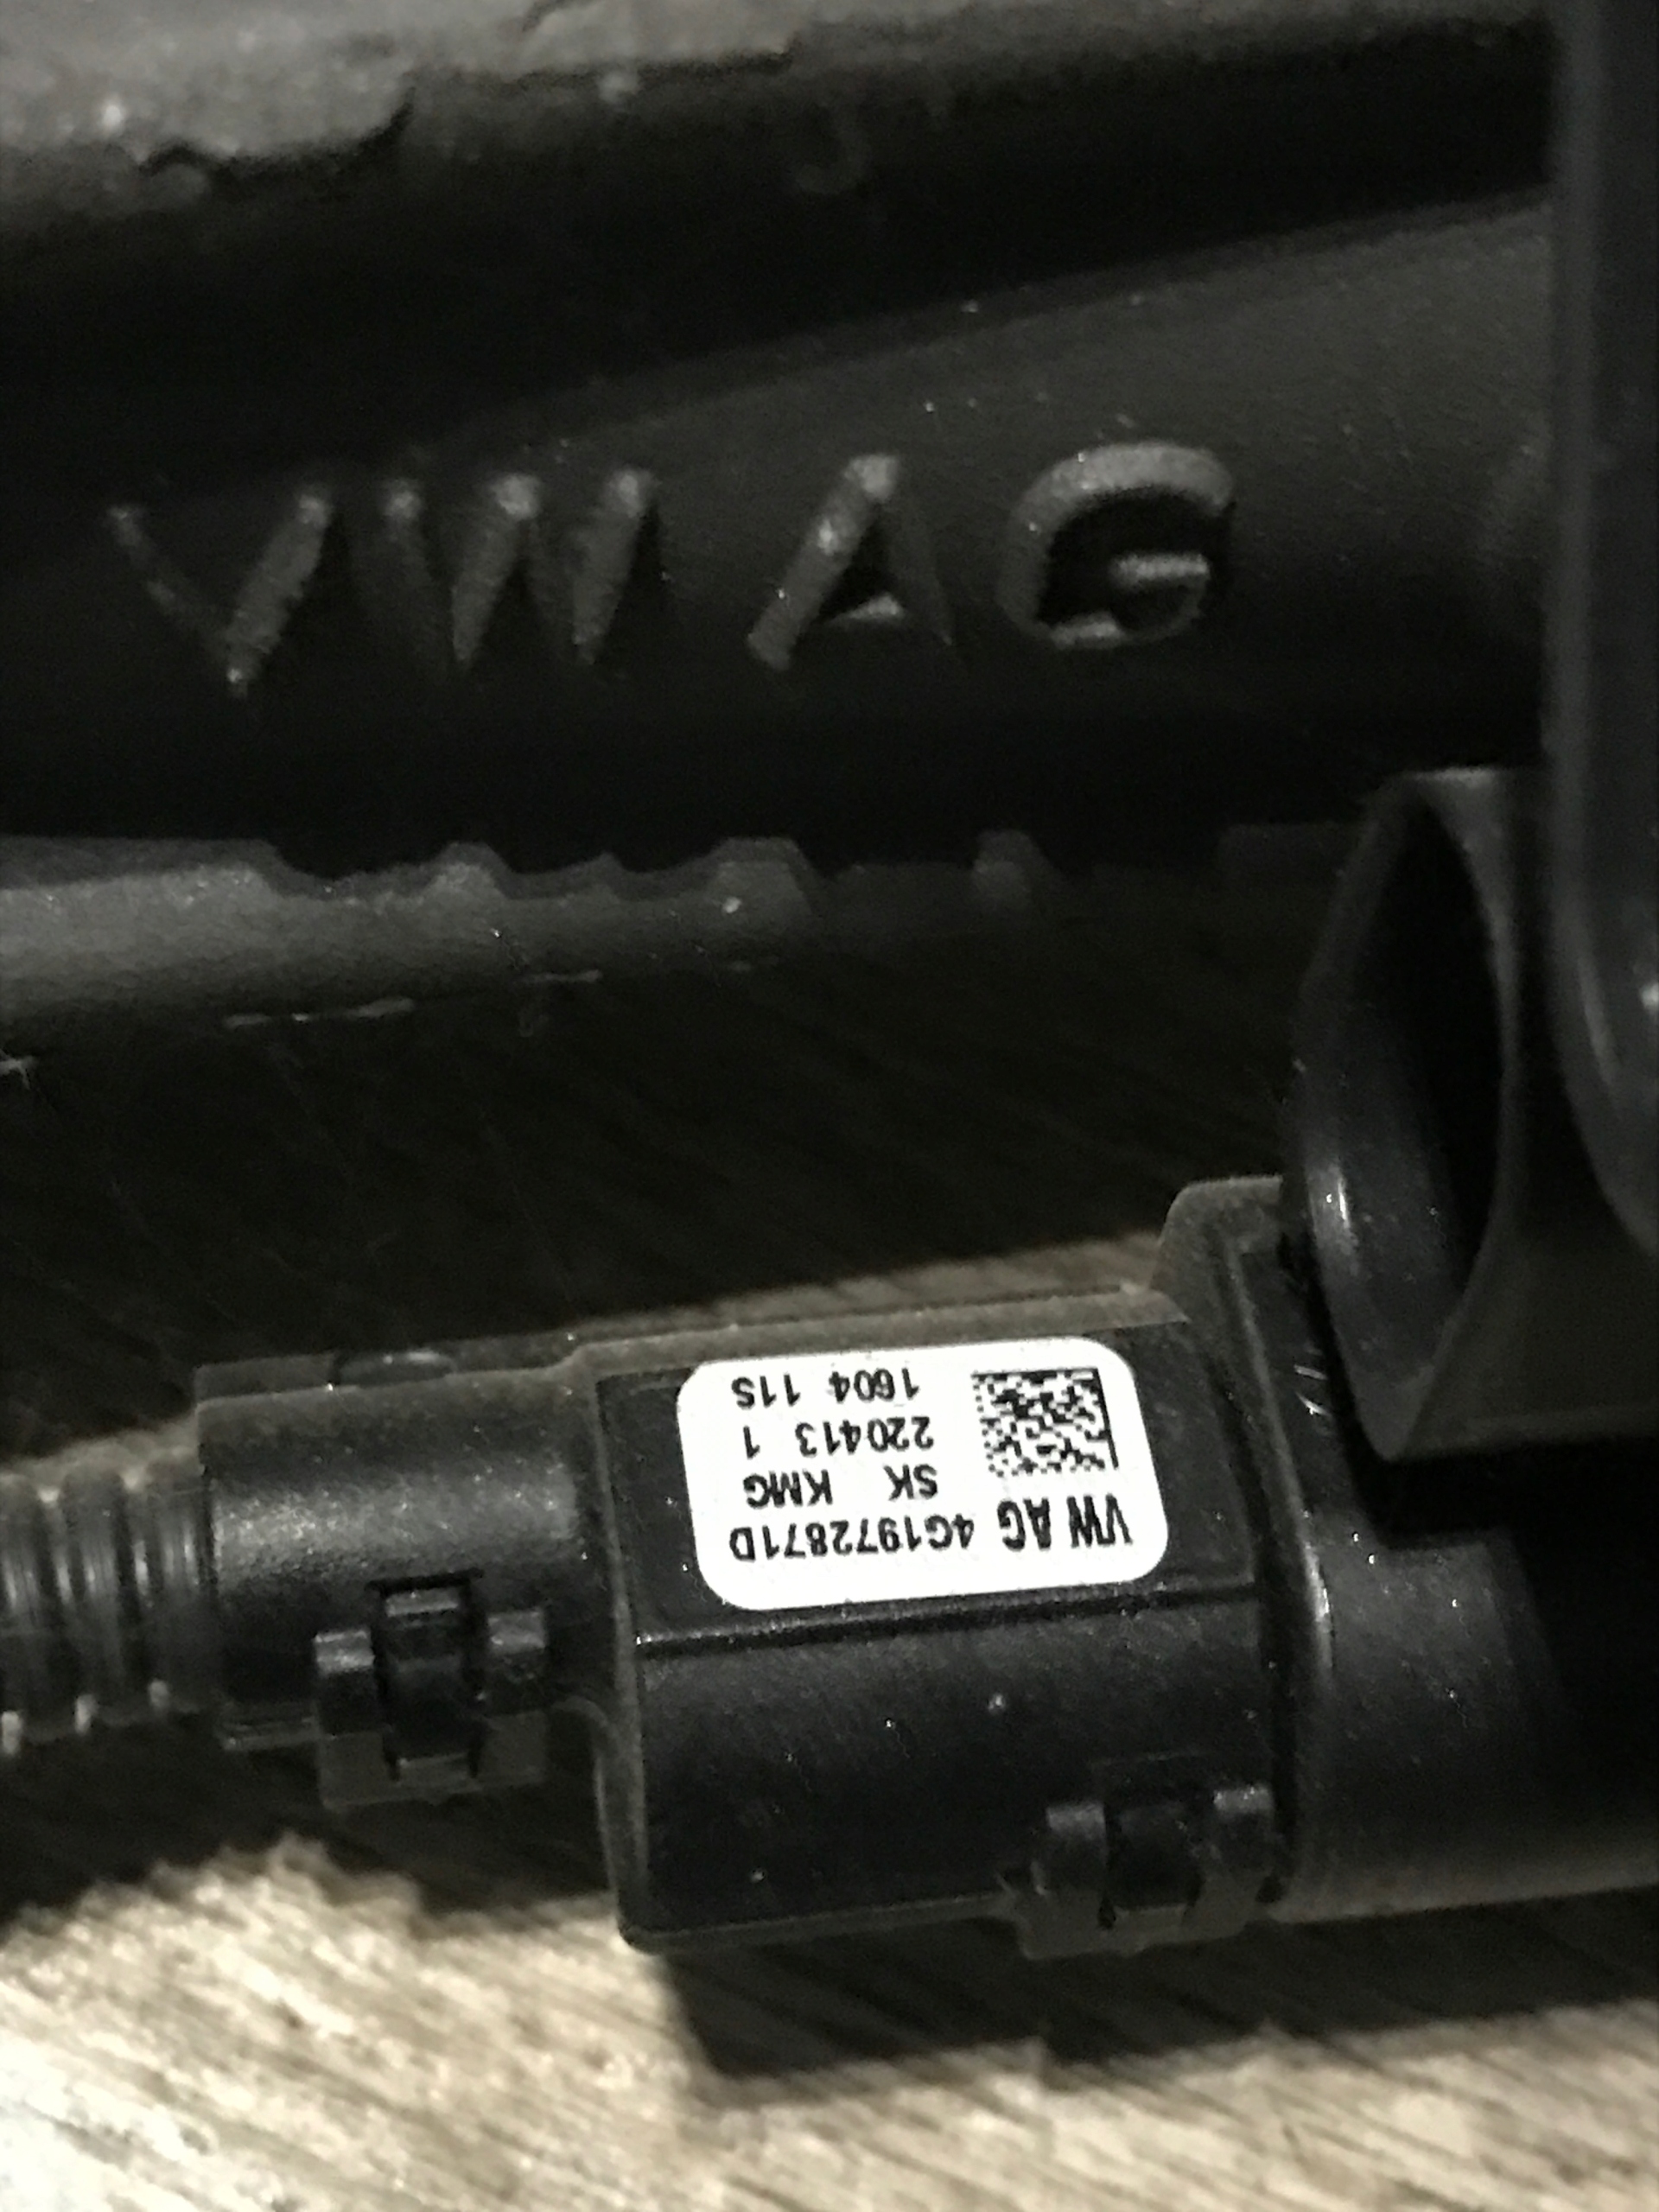 VW AG
VW AG 4G1972871D
SK KMG
220413 1
1604 11S